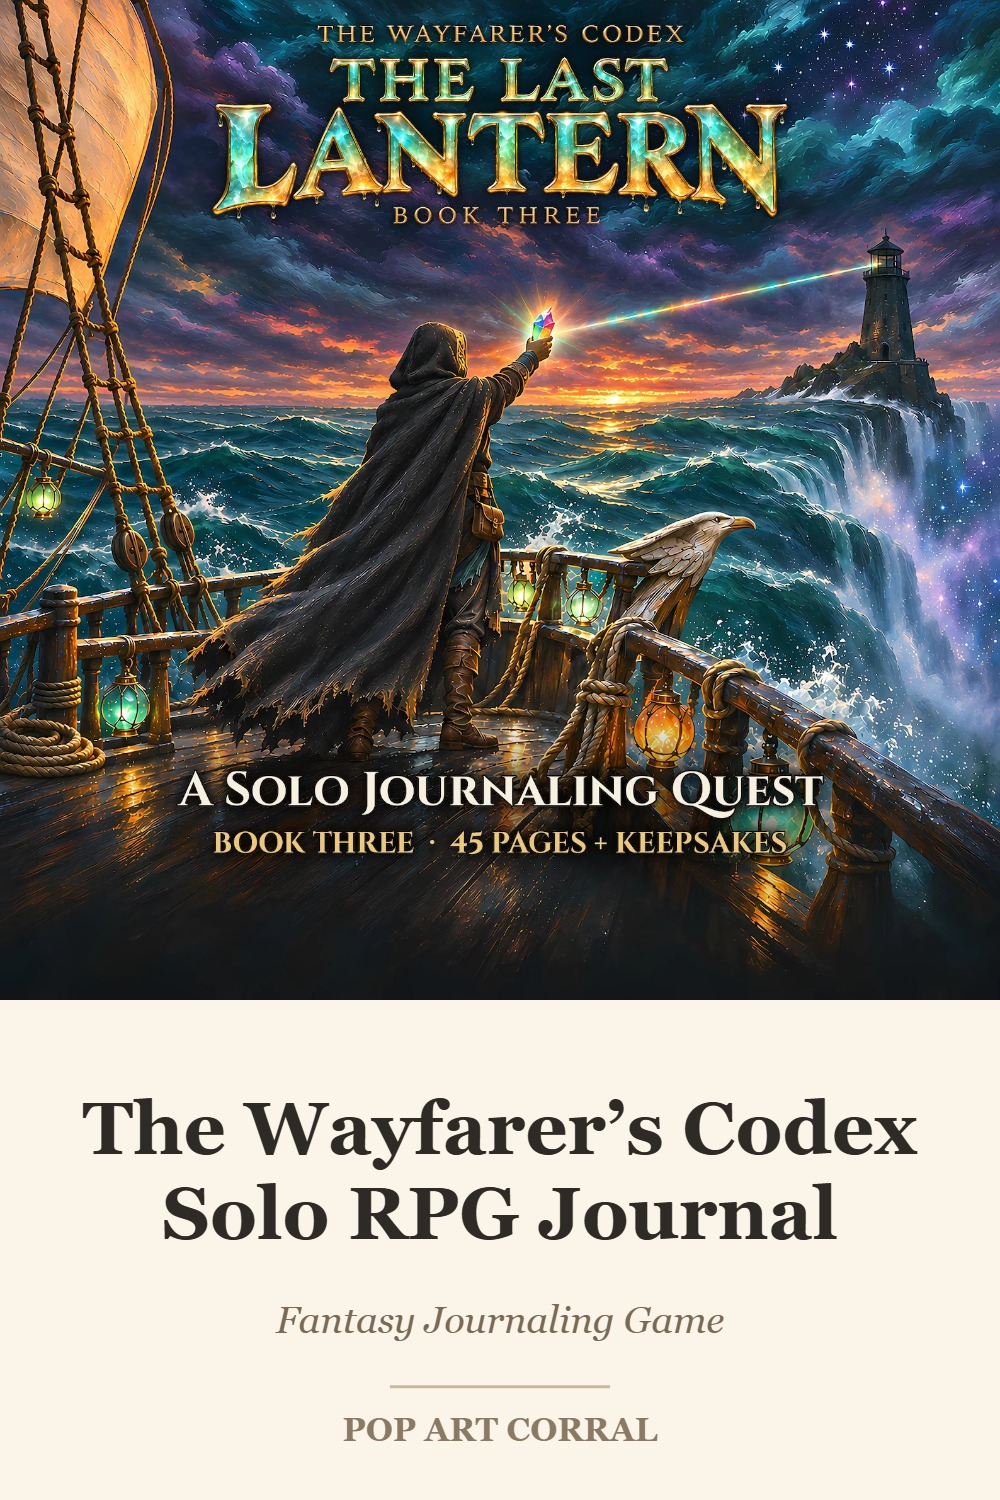 THE WAYFARER'S CODEX
THE LAST
LANTERN
BOOK THREE
A SOLO JOURNALING QUEST
BOOK THREE · 45 PAGES + KEEPSAKES
The Wayfarer’s Codex
Solo RPG Journal
Fantasy Journaling Game
POP ART CORRAL